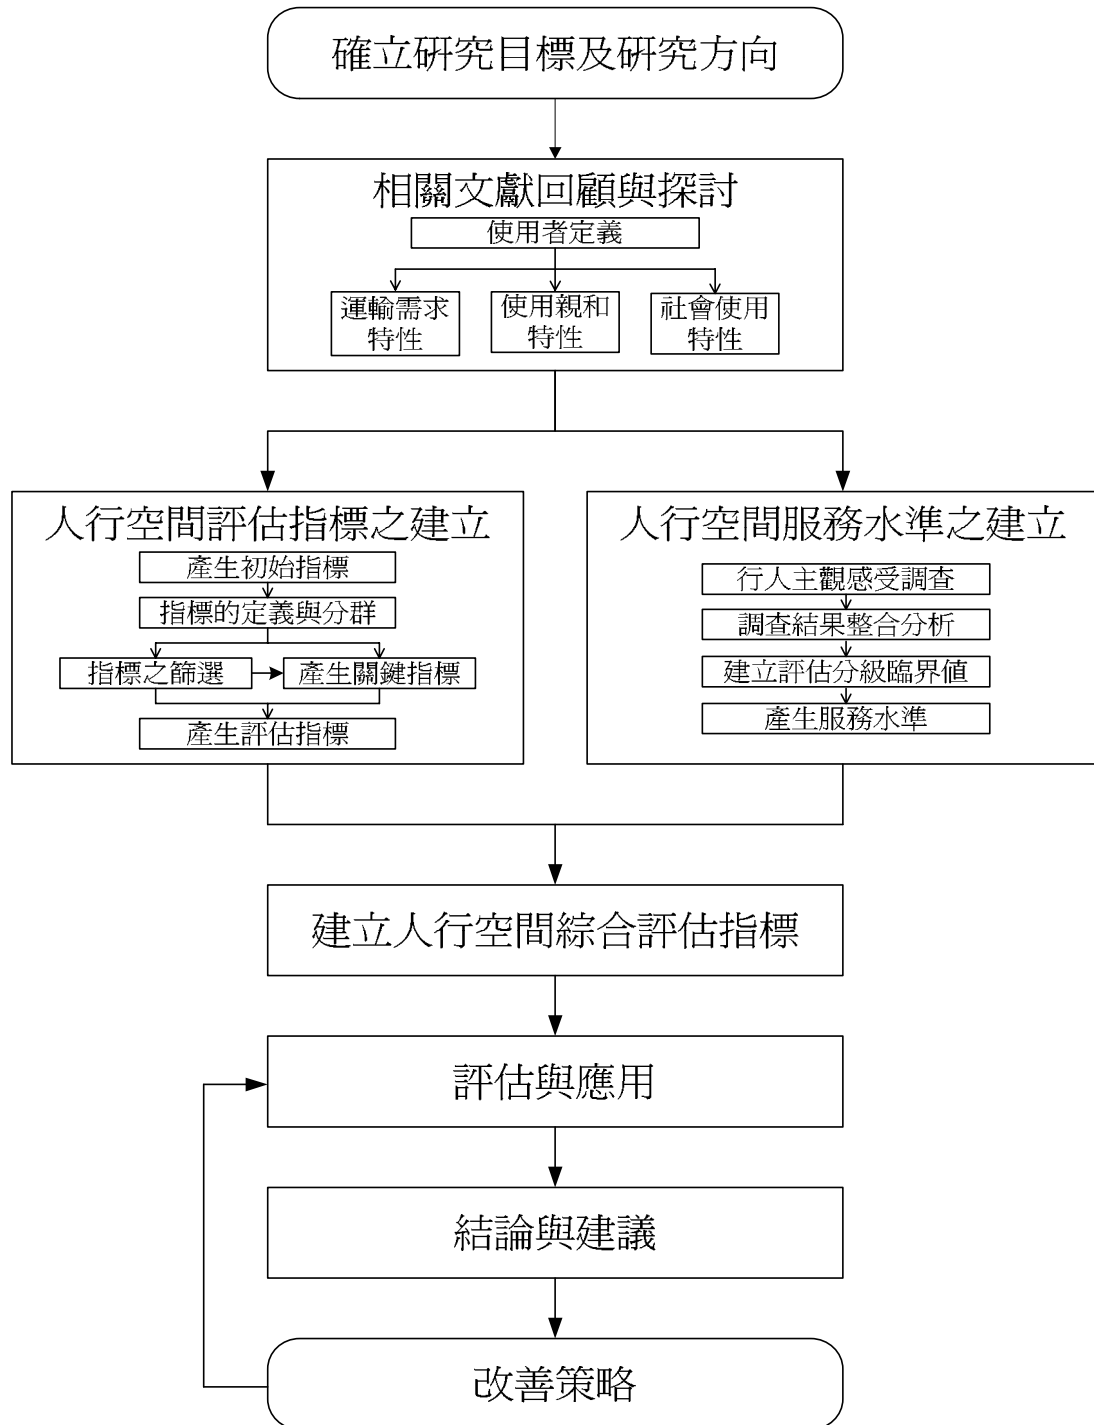 確立研究目標及研究方向
相關文獻回顧與探討
使用者定義
運輸需求
特性
使用親和
特性
社會使用
特性
人行空間評估指標之建立
產生初始指標
指標的定義與分群
指標之篩選
產生關鍵指標
產生評估指標
人行空間服務水準之建立
行人主觀感受調查
調查結果整合分析
建立評估分級臨界值
產生服務水準
建立人行空間綜合評估指標
評估與應用
結論與建議
改善策略